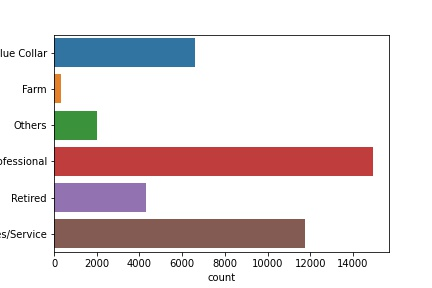 lue Collar
Farm
Others
ofessional
Retired
es/Service
0 2000 4000 6000 8000 10000 12000 14000
count